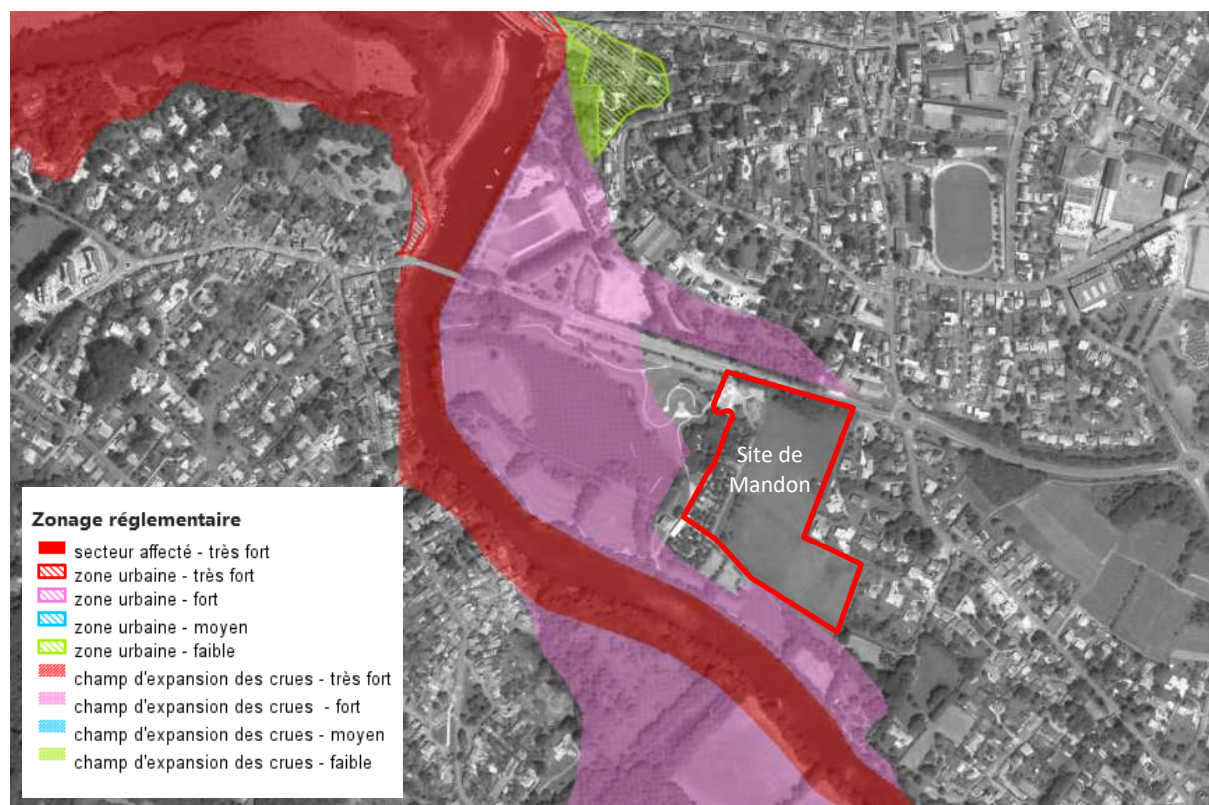 Site de
Mandon
Zonage réglementaire
secteur affecté - très fort
zone urbaine - très fort
zone urbaine - fort
zone urbaine - moyen
zone urbaine - faible
champ d'expansion des crues - très fort
champ d'expansion des crues - fort
champ d'expansion des crues - moyen
champ d'expansion des crues - faible